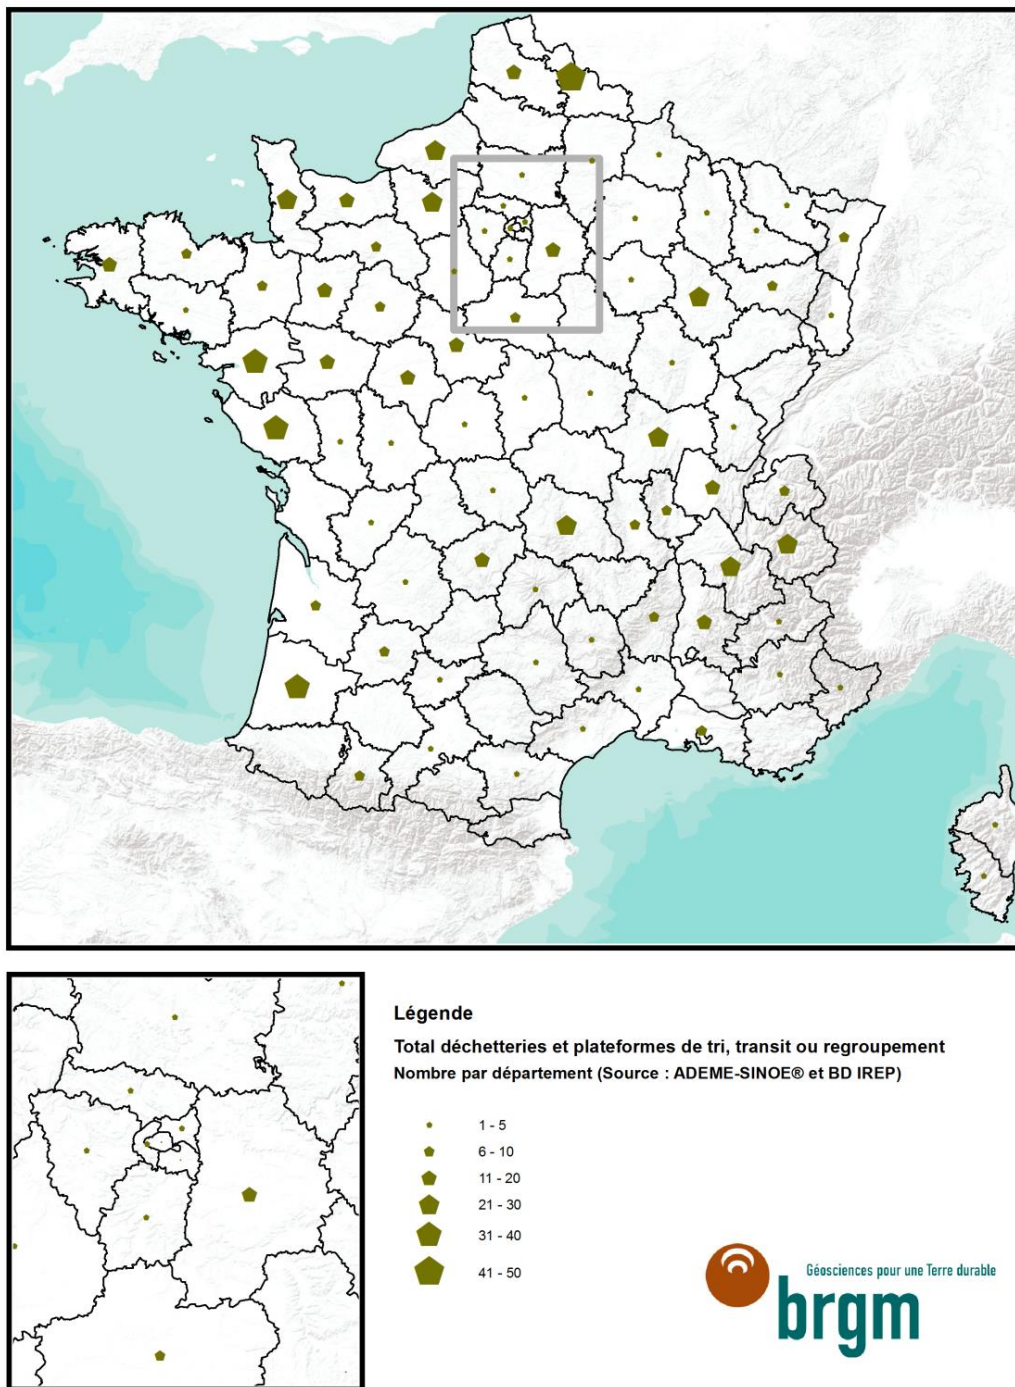 Légende
Total déchetteries et plateformes de tri, transit ou regroupement
Nombre par département (Source : ADEME-SINOE® et BD IREP)
1 - 5
6 - 10
11 - 20
21 - 30
31 - 40
41 - 50
Géosciences pour une Terre durable
brgm